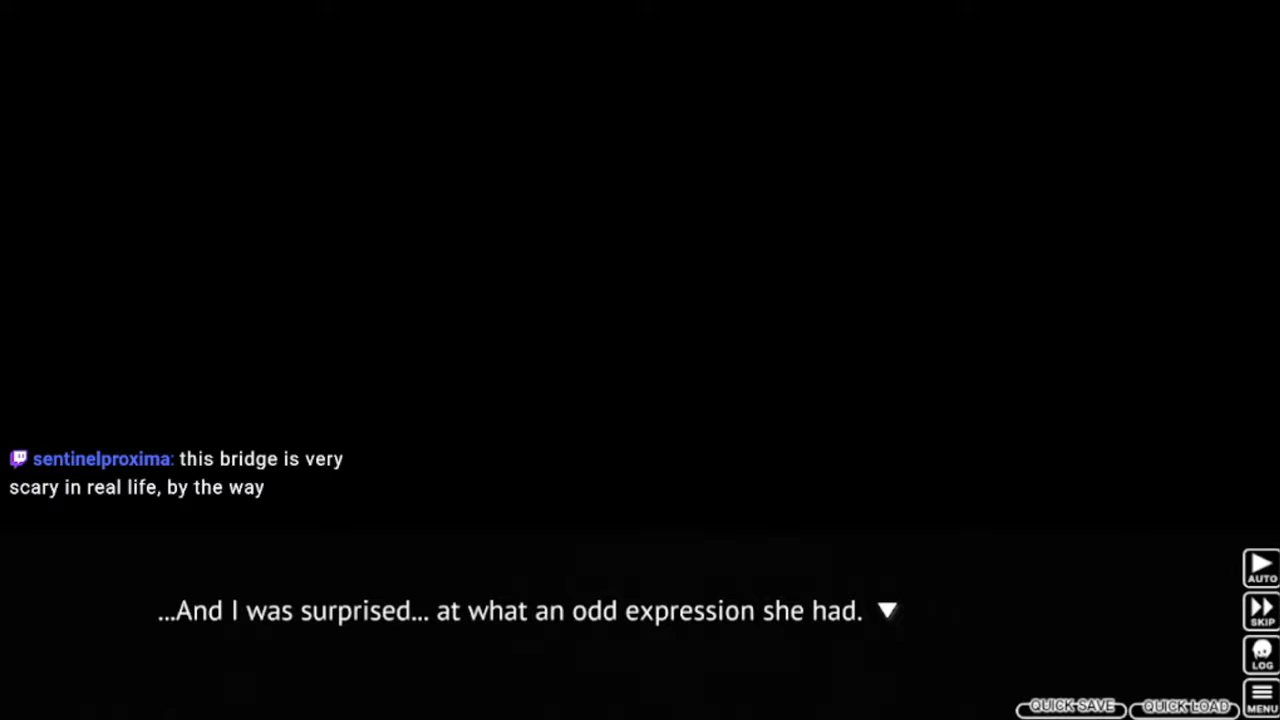 sentinelproxima: this bridge is very
scary in real life, by the way
...And I was surprised... at what an odd expression she had.
AUTO
SKIP
LOG
MENU
QUICK SAVE
QUICK LOAD